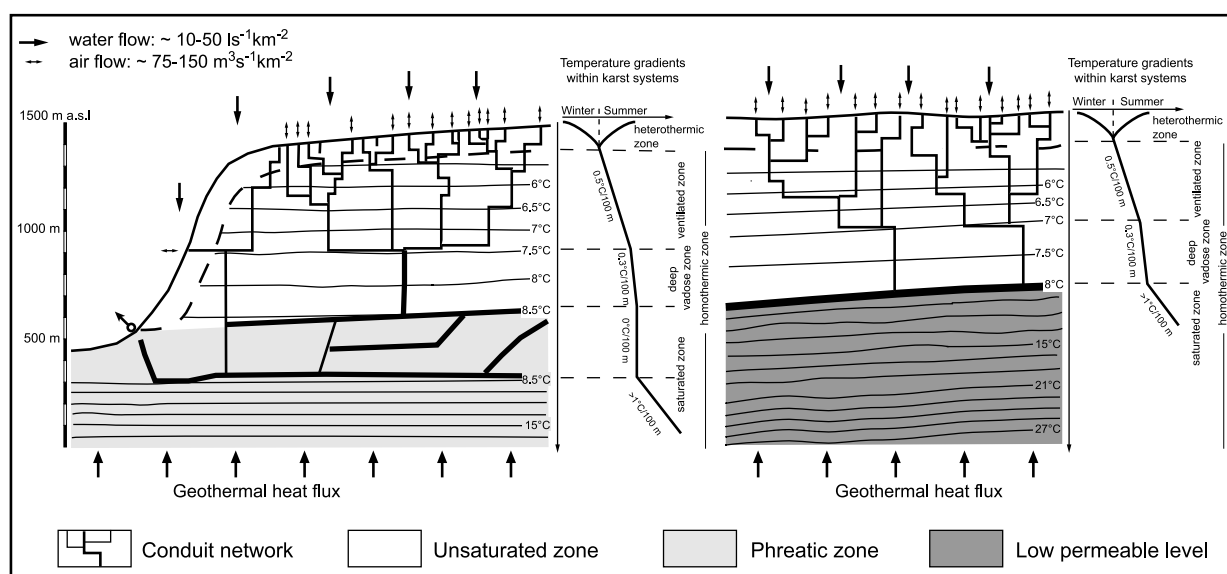 water flow: ~ 10-50 ls⁻¹km⁻²
air flow: ~ 75-150 m³s⁻¹km⁻²
1500 m a.s.l
1000 m
500 m
6°C
6.5°C
7°C
7.5°C
8°C
8.5°C
8.5°C
15°C
Geothermal heat flux
Temperature gradients
within karst systems
Winter
Summer
heterothermic
zone
0.5°C/100 m
0.3°C/100 m
0°C/100 m
>1°C/100 m
ventilated zone
deep
vadose zone
saturated zone
homothermic zone
6°C
6.5°C
7°C
7.5°C
8°C
15°C
21°C
27°C
Geothermal heat flux
Temperature gradients
within karst systems
Winter
Summer
heterothermic
zone
0.5°C/100 m
0.3°C/100 m
>1°C/100 m
ventilated zone
deep
vadose zone
saturated zone
homothermic zone
Conduit network
Unsaturated zone
Phreatic zone
Low permeable level